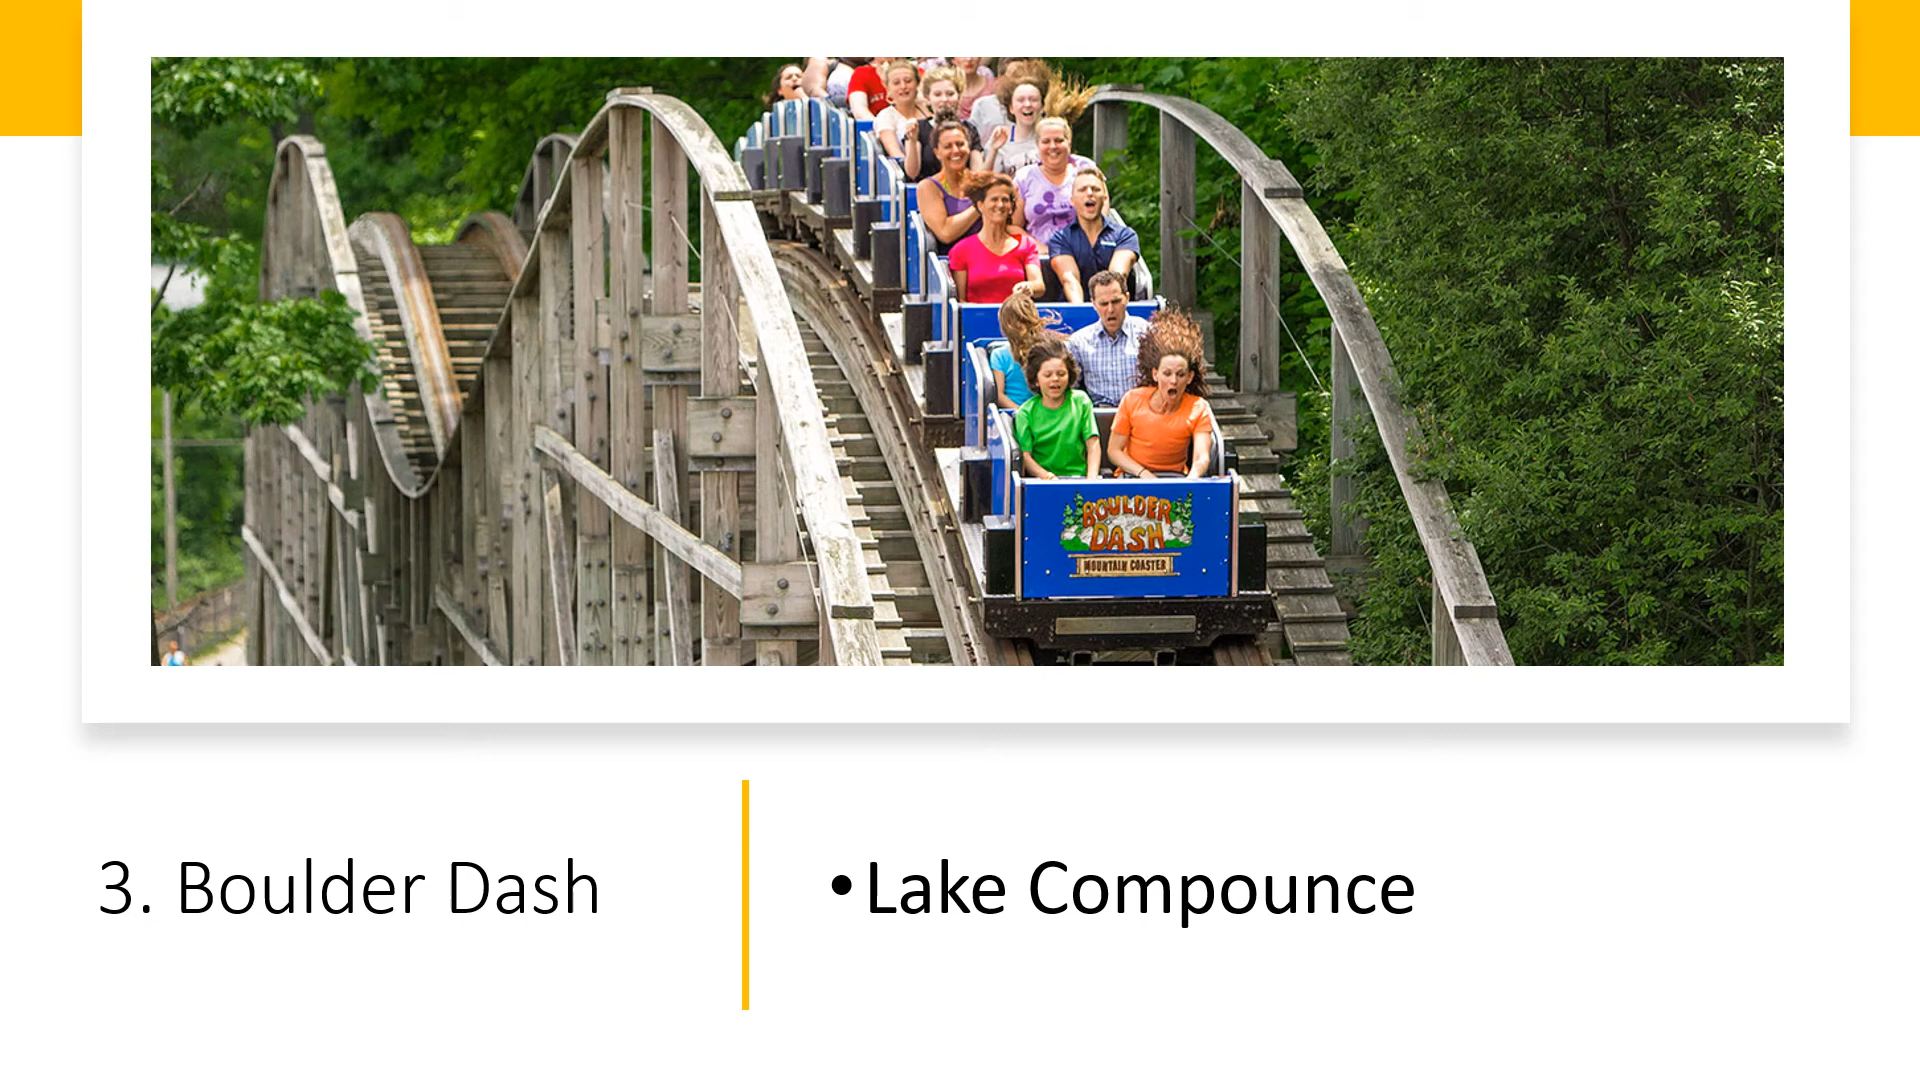 BOULDER
DASH
MOUNTAIN COASTER
3. Boulder Dash
•Lake Compounce